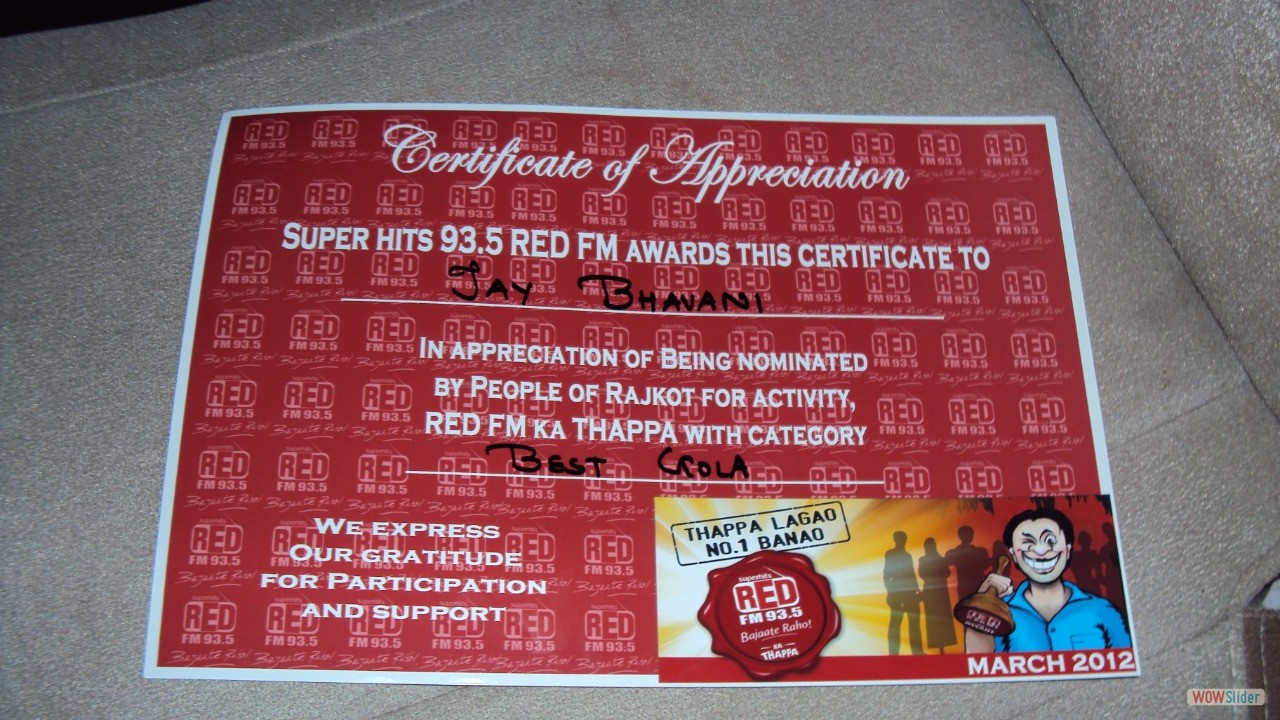 Certificate of Appreciation
SUPER HITS 93.5 RED FM AWARDS THIS CERTIFICATE TO
JAY BHAVANI
IN APPRECIATION OF BEING NOMINATED
BY PEOPLE OF RAJKOT FOR ACTIVITY,
RED FM KA THAPPA WITH CATEGORY
BEST GOLA
WE EXPRESS
OUR GRATITUDE
FOR PARTICIPATION
AND SUPPORT
THAPPA LAGAO
NO.1 BANAO
superhits
RED
FM 93.5
Bajaate Raho!
KA
THAPPA
MARCH 2012
WOWSlider